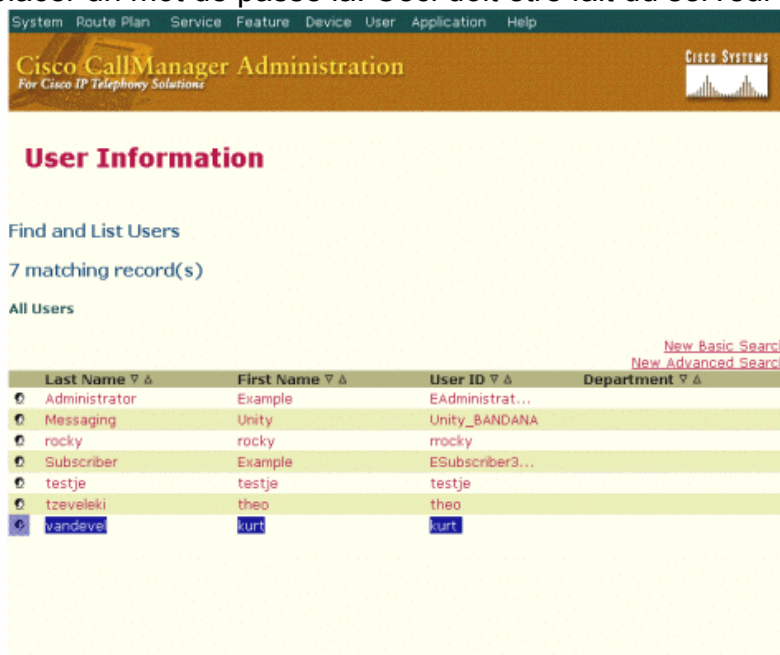 System Route Plan Service Feature Device User Application Help
Cisco CallManager Administration
For Cisco IP Telephony Solutions
CISCO SYSTEMS
User Information
Find and List Users
7 matching record(s)
All Users
New Basic Search
New Advanced Search
Last Name First Name User ID Department
Administrator Example EAdministrat...
Messaging Unity Unity_BANDANA
rocky rocky rrocky
Subscriber Example ESubscriber3...
testje testje testje
tzeveleki theo theo
vandevel kurt kurt